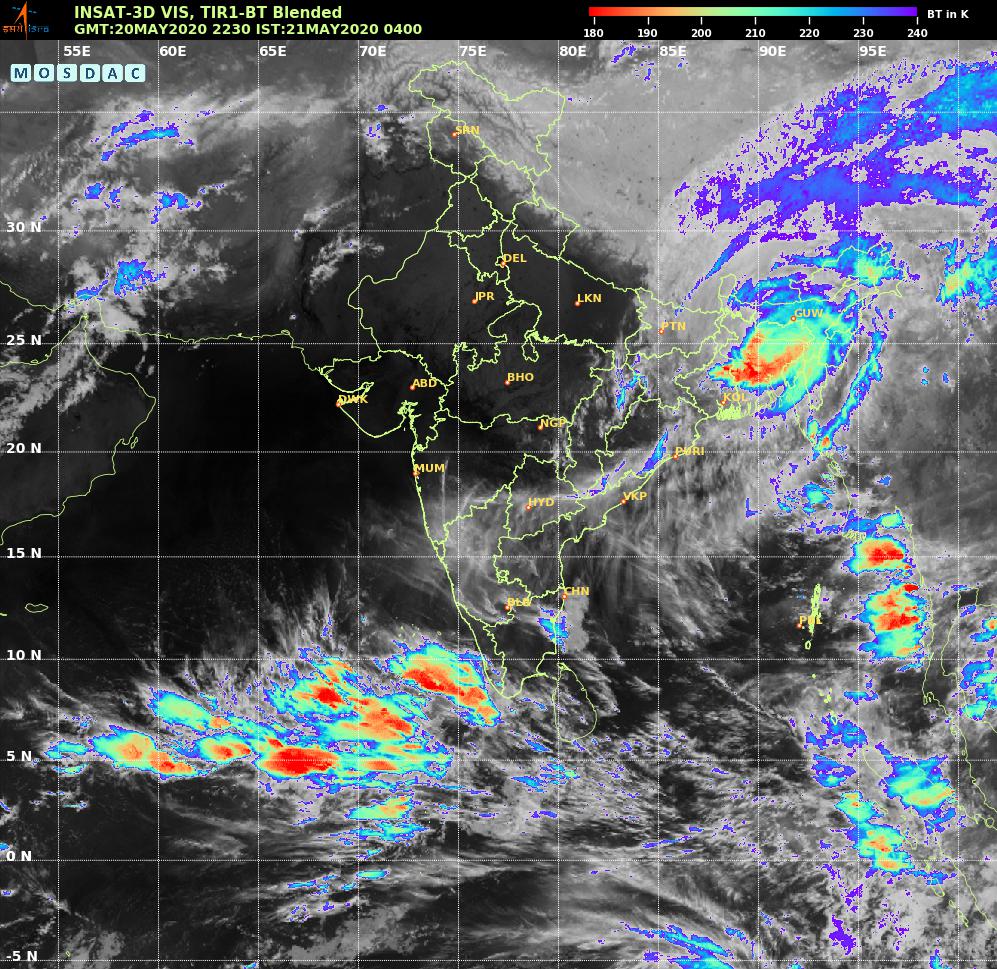 INSAT-3D VIS, TIR1-BT Blended
GMT:20MAY2020 2230 IST:21MAY2020 0400
BT in K
180 190 200 210 220 230 240
55E 60E 65E 70E 75E 80E 85E 90E 95E
MOSDAC
SRN
30 N
DEL
JPR LKN
GUW
PTN
25 N
BHO
ABD
DWK KOL
NGP
20 N PURI
MUM
VKP
HYD
15 N
CHN
BLR
10 N
5 N
0 N
-5 N